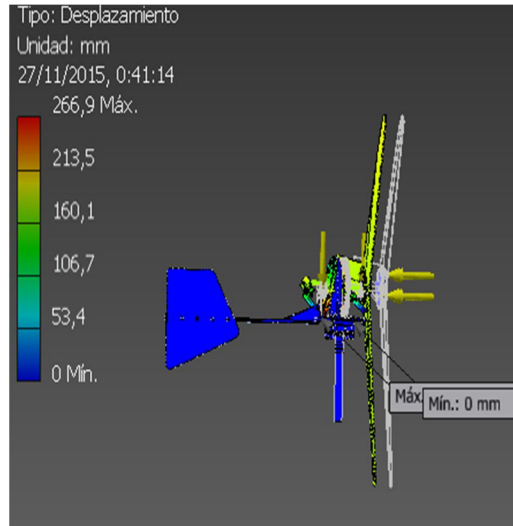 Tipo: Desplazamiento
Unidad: mm
27/11/2015, 0:41:14
266,9 Máx.
213,5
160,1
106,7
53,4
0 Mín.
Máx.
Mín.: 0 mm